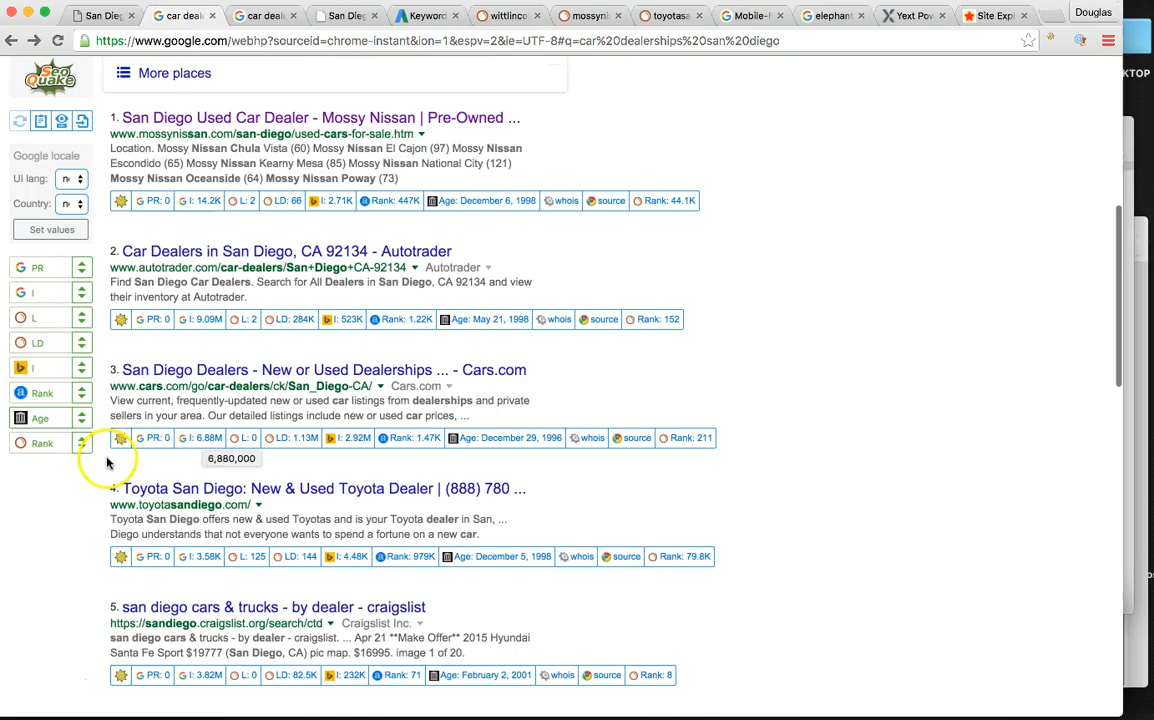 San Dieg
car deale
car deale
San Dieg
Keyword
wittlinco
mossynis
toyotasa
Mobile-F
elephant
Yext Pow
Site Expl
Douglas
https://www.google.com/webhp?sourceid=chrome-instant&ion=1&espv=2&ie=UTF-8#q=car%20dealerships%20san%20diego
KTOP
SEO Quake
More places
Google locale
UI lang:
Country:
Set values
PR
I
L
LD
I
Rank
Age
Rank
1. San Diego Used Car Dealer - Mossy Nissan | Pre-Owned ...
www.mossynissan.com/san-diego/used-cars-for-sale.htm
Location. Mossy Nissan Chula Vista (60) Mossy Nissan El Cajon (97) Mossy Nissan
Escondido (65) Mossy Nissan Kearny Mesa (85) Mossy Nissan National City (121)
Mossy Nissan Oceanside (64) Mossy Nissan Poway (73)
PR: 0 I: 14.2K L: 2 LD: 66 I: 2.71K Rank: 447K Age: December 6, 1998 whois source Rank: 44.1K
2. Car Dealers in San Diego, CA 92134 - Autotrader
www.autotrader.com/car-dealers/San+Diego+CA-92134 Autotrader
Find San Diego Car Dealers. Search for All Dealers in San Diego, CA 92134 and view
their inventory at Autotrader.
PR: 0 I: 9.09M L: 2 LD: 284K I: 523K Rank: 1.22K Age: May 21, 1998 whois source Rank: 152
3. San Diego Dealers - New or Used Dealerships ... - Cars.com
www.cars.com/go/car-dealers/ck/San_Diego-CA/ Cars.com
View current, frequently-updated new or used car listings from dealerships and private
sellers in your area. Our detailed listings include new or used car prices, ...
PR: 0 I: 6.88M L: 0 LD: 1.13M I: 2.92M Rank: 1.47K Age: December 29, 1996 whois source Rank: 211
6,880,000
4. Toyota San Diego: New & Used Toyota Dealer | (888) 780 ...
www.toyotasandiego.com/
Toyota San Diego offers new & used Toyotas and is your Toyota dealer in San, ...
Diego understands that not everyone wants to spend a fortune on a new car.
PR: 0 I: 3.58K L: 125 LD: 144 I: 4.48K Rank: 979K Age: December 5, 1998 whois source Rank: 79.8K
5. san diego cars & trucks - by dealer - craigslist
https://sandiego.craigslist.org/search/ctd Craigslist Inc.
san diego cars & trucks - by dealer - craigslist. ... Apr 21 **Make Offer** 2015 Hyundai
Santa Fe Sport $19777 (San Diego, CA) pic map. $16995. image 1 of 20.
PR: 0 I: 3.82M L: 0 LD: 82.5K I: 232K Rank: 71 Age: February 2, 2001 whois source Rank: 8